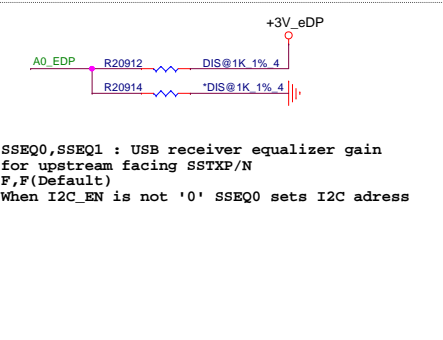 +3V_eDP
A0_EDP R20912 DIS@1K_1%_4
R20914 *DIS@1K_1%_4
SSEQ0,SSEQ1 : USB receiver equalizer gain
for upstream facing SSTXP/N
F,F(Default)
When I2C_EN is not '0' SSEQ0 sets I2C adress